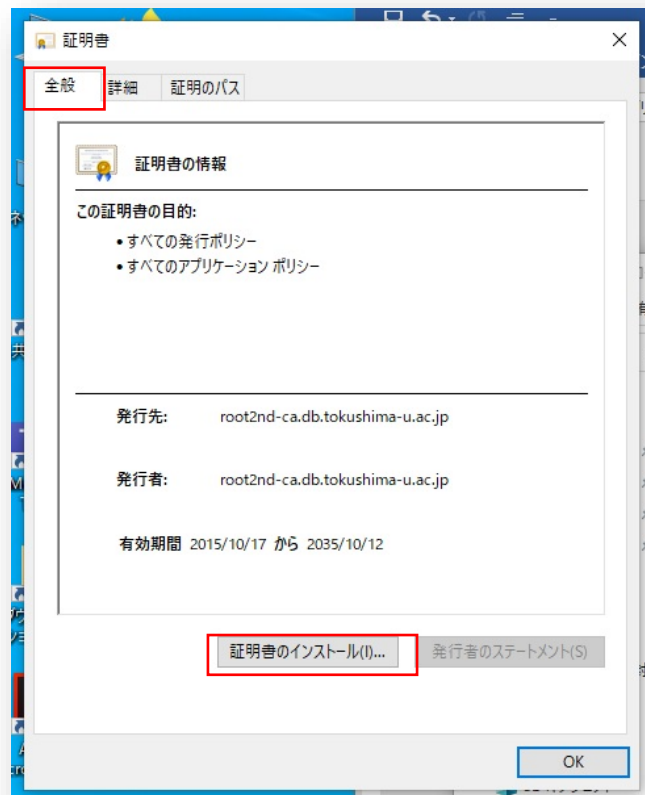 証明書
全般
詳細
証明のパス
証明書の情報
この証明書の目的:
• すべての発行ポリシー
• すべてのアプリケーション ポリシー
発行先: root2nd-ca.db.tokushima-u.ac.jp
発行者: root2nd-ca.db.tokushima-u.ac.jp
有効期間 2015/10/17 から 2035/10/12
証明書のインストール(I)...
発行者のステートメント(S)
OK